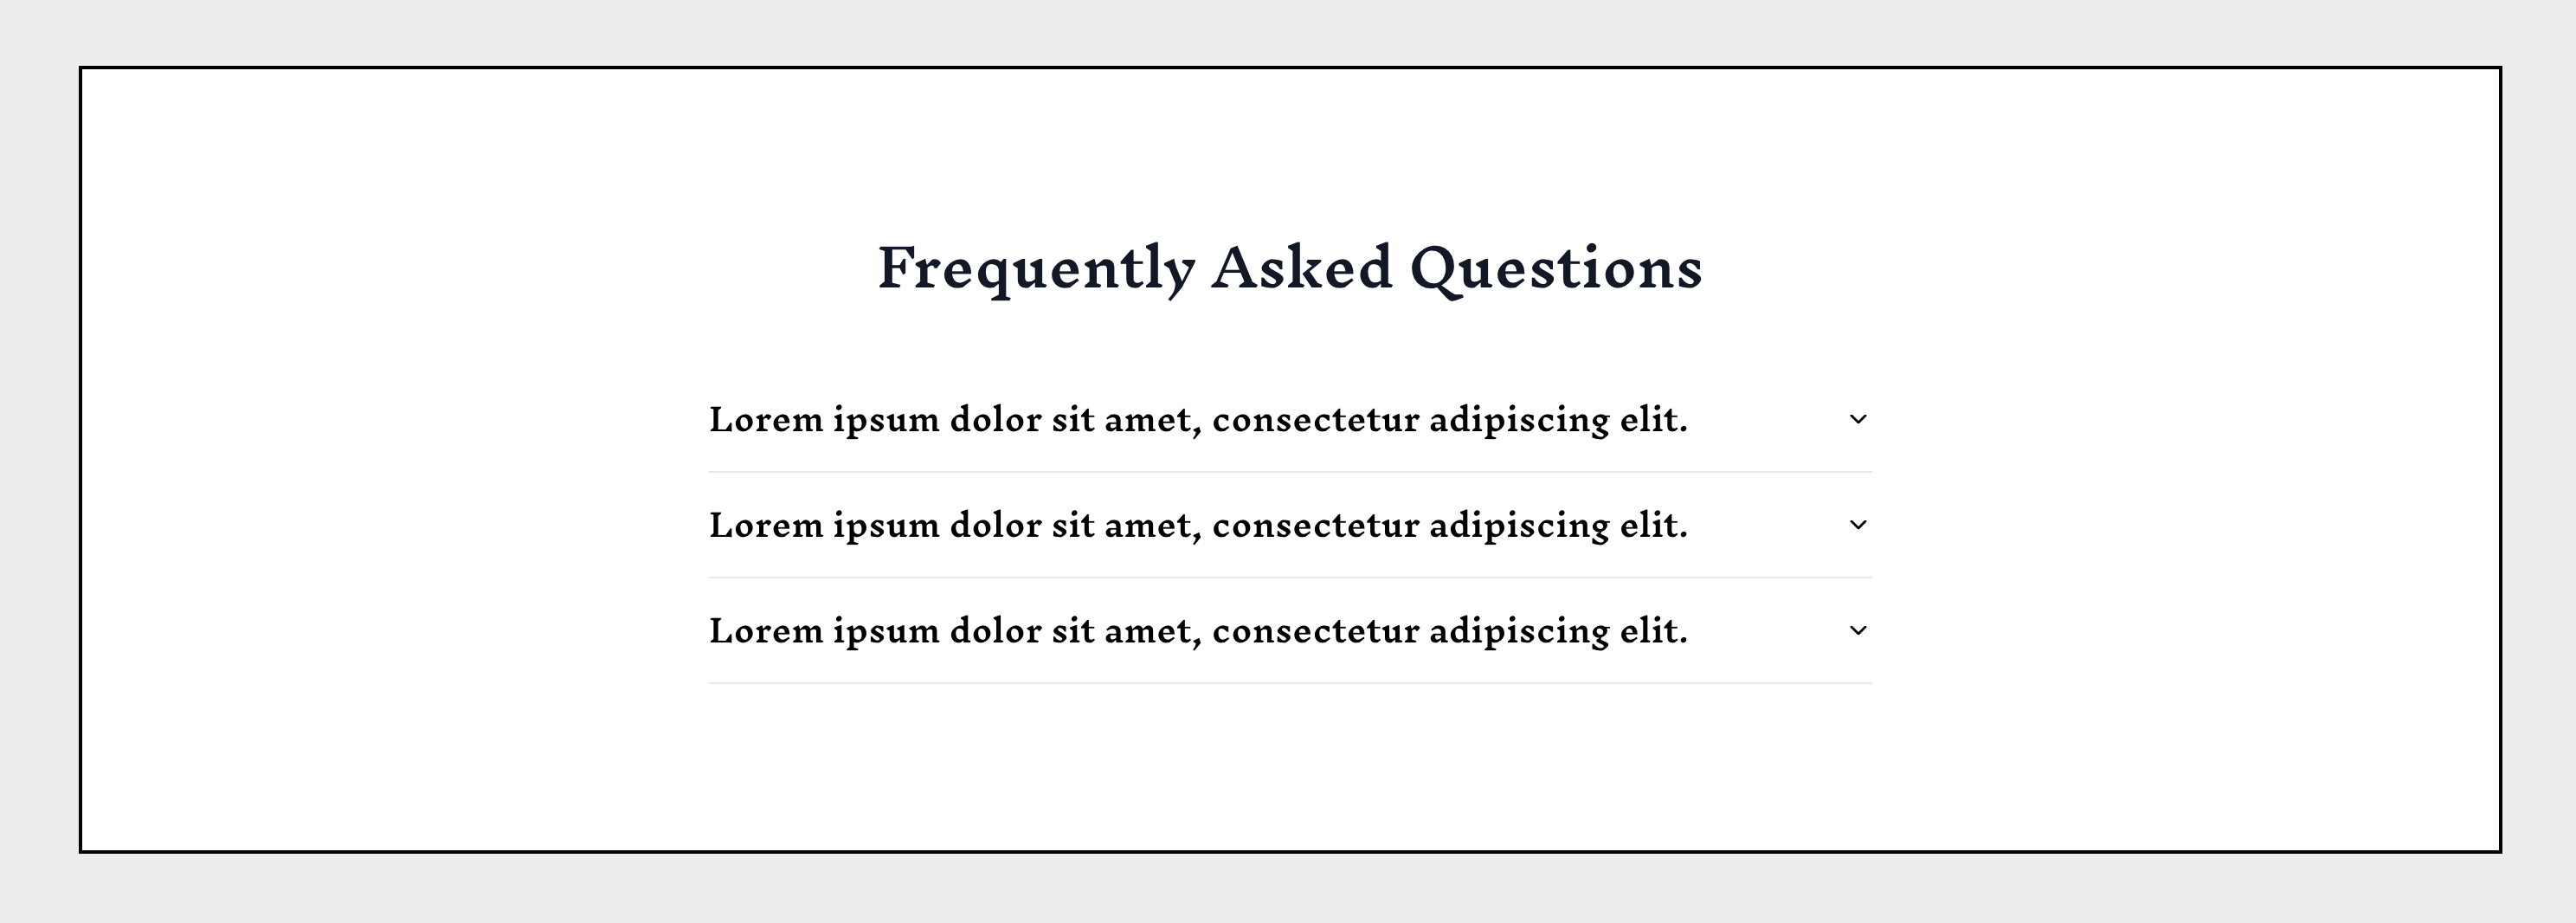 Frequently Asked Questions
Lorem ipsum dolor sit amet, consectetur adipiscing elit.
Lorem ipsum dolor sit amet, consectetur adipiscing elit.
Lorem ipsum dolor sit amet, consectetur adipiscing elit.